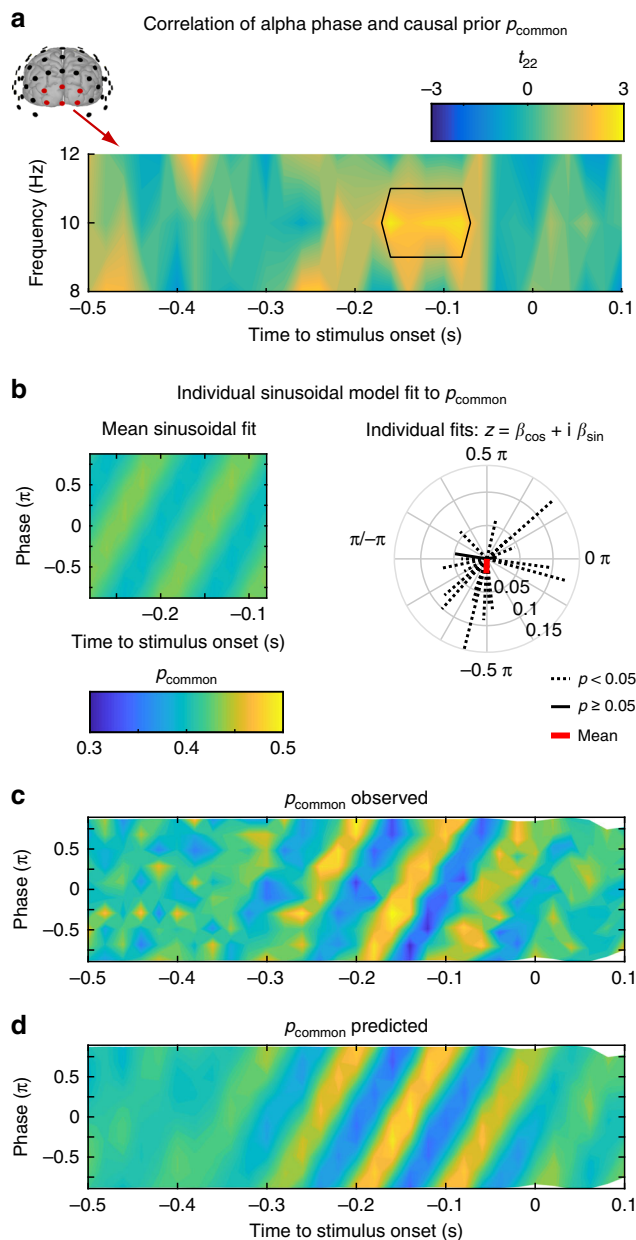 a
Correlation of alpha phase and causal prior p_common
t_22
−3 0 3
Frequency (Hz)
12
10
8
−0.5 −0.4 −0.3 −0.2 −0.1 0 0.1
Time to stimulus onset (s)
b
Individual sinusoidal model fit to p_common
Mean sinusoidal fit
Phase (π)
0.5
0
−0.5
−0.2 −0.1
Time to stimulus onset (s)
p_common
0.3 0.4 0.5
Individual fits: z = β_cos + i β_sin
0.5 π
π/−π
0 π
0.05
0.1
0.15
−0.5 π
p < 0.05
p ≥ 0.05
Mean
c
p_common observed
Phase (π)
0.5
0
−0.5
−0.5 −0.4 −0.3 −0.2 −0.1 0 0.1
d
p_common predicted
Phase (π)
0.5
0
−0.5
−0.5 −0.4 −0.3 −0.2 −0.1 0 0.1
Time to stimulus onset (s)